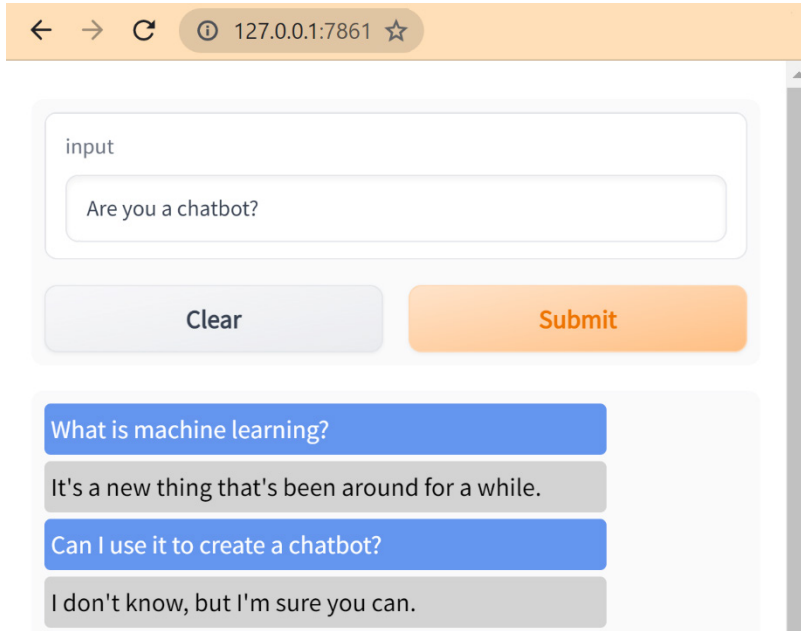 127.0.0.1:7861
input
Are you a chatbot?
Clear
Submit
What is machine learning?
It's a new thing that's been around for a while.
Can I use it to create a chatbot?
I don't know, but I'm sure you can.